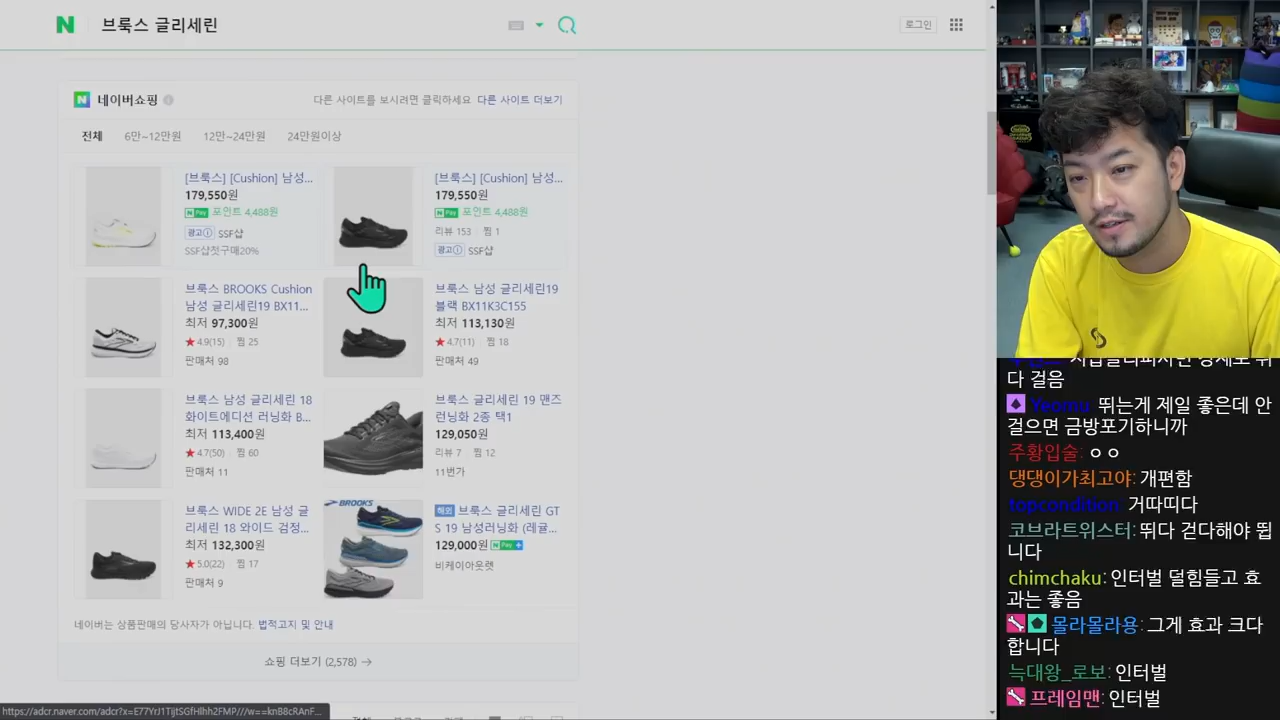 N 브룩스 글리세린
로그인
N 네이버쇼핑
다른 사이트를 보시려면 클릭하세요 다른 사이트 더보기
전체 6만~12만원 12만~24만원 24만원이상
[브룩스] [Cushion] 남성...
179,550원
N Pay 포인트 4,488원
광고 SSF샵
SSF샵첫구매20%
[브룩스] [Cushion] 남성...
179,550원
N Pay 포인트 4,488원
리뷰 153 찜 1
광고 SSF샵
브룩스 BROOKS Cushion
남성 글리세린19 BX11...
최저 97,300원
★ 4.9(15) 찜 25
판매처 98
브룩스 남성 글리세린19
블랙 BX11K3C155
최저 113,130원
★ 4.7(11) 찜 18
판매처 49
브룩스 남성 글리세린 18
화이트에디션 러닝화 B...
최저 113,400원
★ 4.7(50) 찜 60
판매처 11
브룩스 글리세린 19 맨즈
런닝화 2종 택1
129,050원
리뷰 7 찜 12
11번가
브룩스 WIDE 2E 남성 글
리세린 18 와이드 검정...
최저 132,300원
★ 5.0(22) 찜 17
판매처 9
BROOKS
해외 브룩스 글리세린 GT
S 19 남성러닝화 (레귤...
129,000원 N Pay +
비케이아웃렛
네이버는 상품판매의 당사자가 아닙니다. 법적고지 및 안내
쇼핑 더보기 (2,578) →
다 걸음
Yeomu: 뛰는게 제일 좋은데 안
걸으면 금방포기하니까
주황입술: ㅇㅇ
댕댕이가최고야: 개편함
topcondition: 거따띠다
코브라트위스터: 뛰다 걷다해야 뜁
니다
chimchaku: 인터벌 덜힘들고 효
과는 좋음
몰라몰라용: 그게 효과 크다
합니다
늑대왕_로보: 인터벌
프레임맨: 인터벌